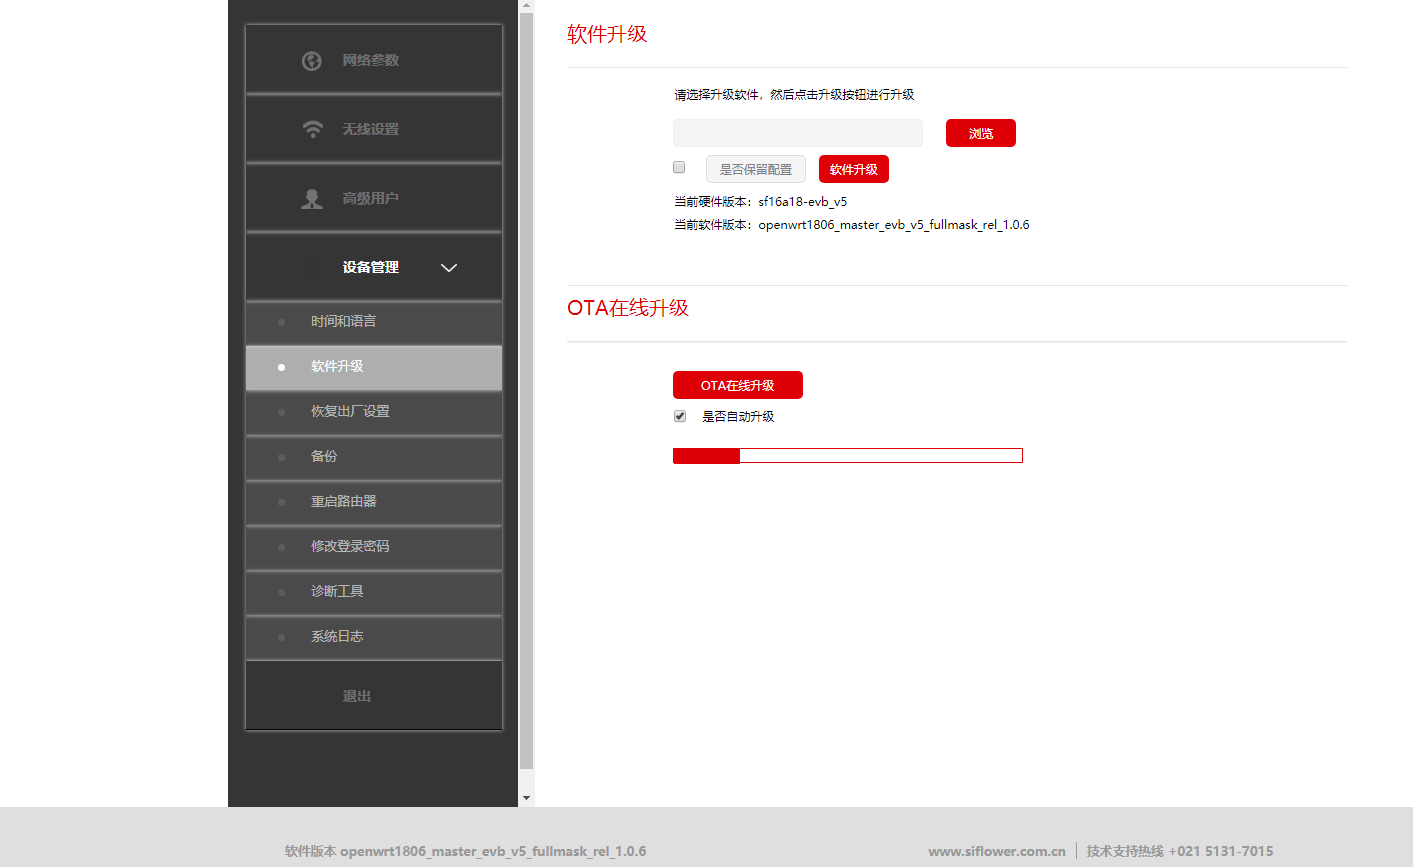 网络参数
无线设置
高级用户
设备管理
时间和语言
软件升级
恢复出厂设置
备份
重启路由器
修改登录密码
诊断工具
系统日志
退出
软件升级
请选择升级软件，然后点击升级按钮进行升级
浏览
是否保留配置 软件升级
当前硬件版本：sf16a18-evb_v5
当前软件版本：openwrt1806_master_evb_v5_fullmask_rel_1.0.6
OTA在线升级
OTA在线升级
是否自动升级
软件版本 openwrt1806_master_evb_v5_fullmask_rel_1.0.6
www.siflower.com.cn | 技术支持热线 +021 5131-7015